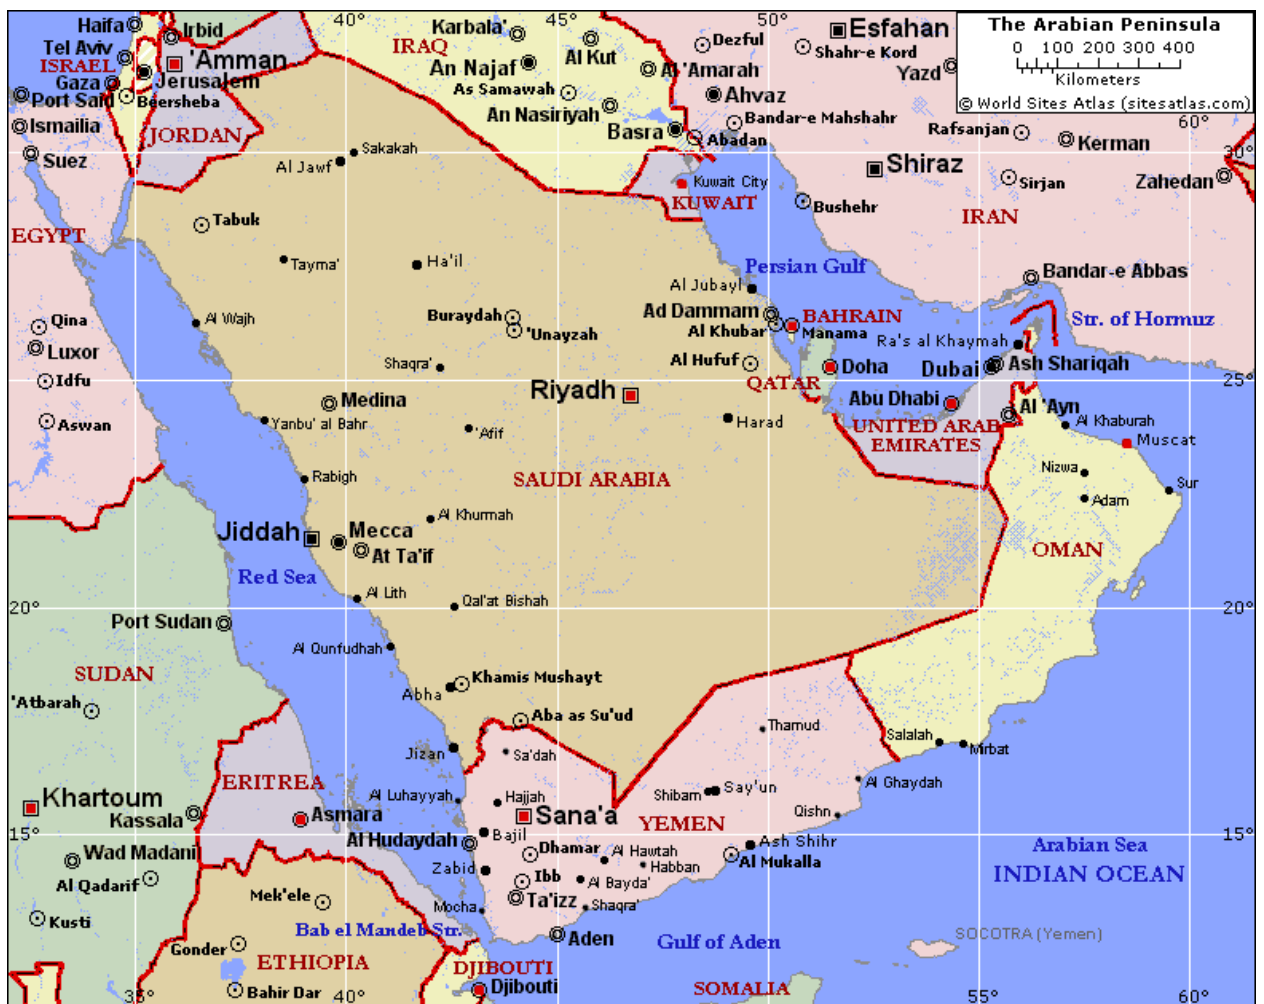 The Arabian Peninsula
0 100 200 300 400
Kilometers
© World Sites Atlas (sitesatlas.com)
40°
50°
60°
Haifa
Irbid
Karbala'
Dezful
Esfahan
Shahr-e Kord
Tel Aviv
IRAQ
Al Kut
ISRAEL
'Amman
An Najaf
Al 'Amarah
Yazd
Gaza
Jerusalem
As Samawah
Ahvaz
Port Said
Beersheba
An Nasiriyah
Bandar-e Mahshahr
Ismailia
JORDAN
Basra
Abadan
Rafsanjan
Kerman
Suez
Sakakah
30°
Al Jawf
Shiraz
Kuwait City
Sirjan
Zahedan
KUWAIT
Bushehr
IRAN
Tabuk
EGYPT
Tayma'
Ha'il
Persian Gulf
Bandar-e Abbas
Al Jubayl
Qina
Al Wajh
Buraydah
Ad Dammam
BAHRAIN
Str. of Hormuz
'Unayzah
Al Khubar
Manama
Ra's al Khaymah
Luxor
Shaqra'
Al Hufuf
Doha
Dubai
Ash Shariqah
Idfu
QATAR
25°
25°
Riyadh
Medina
Abu Dhabi
Al 'Ayn
Aswan
Yanbu' al Bahr
'Afif
Harad
UNITED ARAB
EMIRATES
Al Khaburah
Muscat
Rabigh
SAUDI ARABIA
Nizwa
Sur
Adam
Al Khurmah
Jiddah
Mecca
At Ta'if
OMAN
Red Sea
Al Lith
Qal'at Bishah
20°
20°
Port Sudan
Al Qunfudhah
SUDAN
Khamis Mushayt
Abha
'Atbarah
Aba as Su'ud
Thamud
Salalah
Mirbat
Jizan
Sa'dah
ERITREA
Al Ghaydah
Khartoum
Al Luhayyah
Hajjah
Shibam
Say'un
Kassala
Asmara
Sana'a
YEMEN
Qishn
15°
15°
Al Hudaydah
Bajil
Ash Shihr
Arabian Sea
Wad Madani
Dhamar
Al Hawtah
Al Mukalla
INDIAN OCEAN
Zabid
Habban
Al Qadarif
Ibb
Al Bayda'
Mek'ele
Ta'izz
Shaqra'
Mocha
Kusti
Bab el Mandeb Str.
Aden
Gulf of Aden
SOCOTRA (Yemen)
Gonder
ETHIOPIA
DJIBOUTI
Djibouti
SOMALIA
Bahir Dar
35°
40°
45°
50°
55°
60°